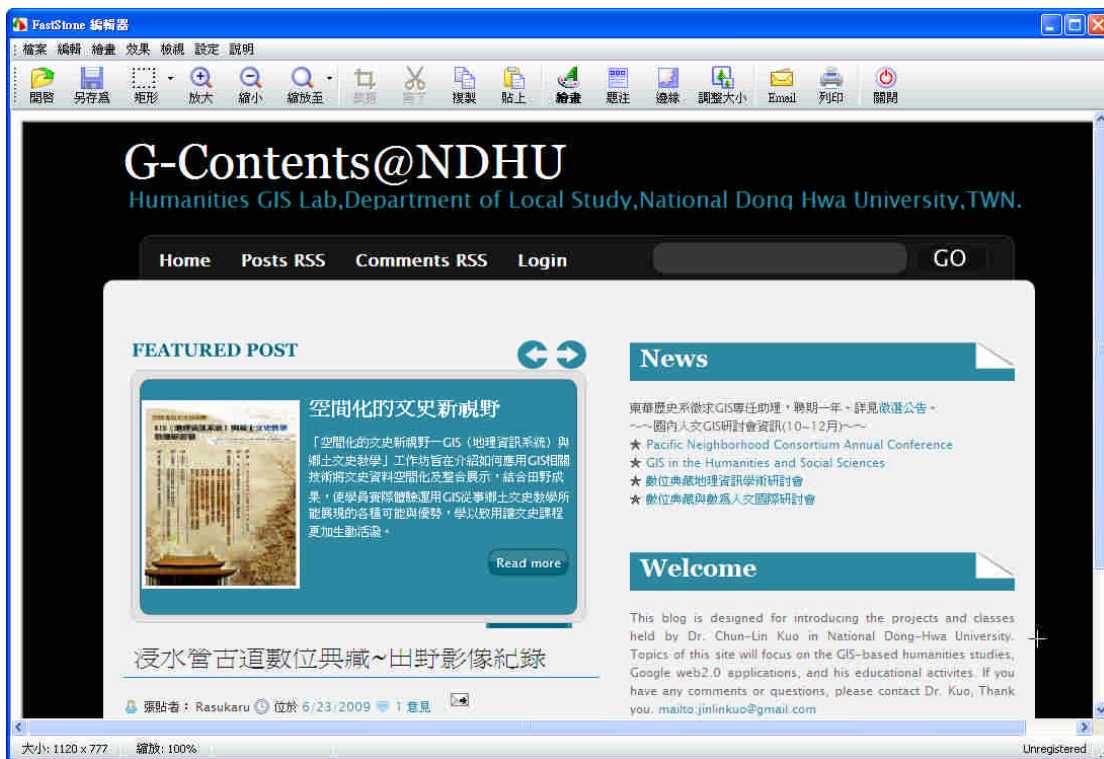 FastStone 編輯器
檔案 編輯 繪畫 效果 檢視 設定 說明
開啓 另存爲 矩形 放大 縮小 縮放至 複製 貼上 繪畫 題注 邊緣 調整大小 Email 列印 關閉
G-Contents@NDHU
Humanities GIS Lab,Department of Local Study,National Dong Hwa University,TWN.
Home Posts RSS Comments RSS Login GO
FEATURED POST
空間化的文史新視野
「空間化的文史新視野—GIS（地理資訊系統）與
鄉土文史教學」工作坊旨在介紹如何應用GIS相關
技術將文史資料空間化及整合展示，結合田野成
果，使學員實際體驗運用GIS從事鄉土文史教學所
能展現的各種可能與優勢，學以致用讓文史課程
更加生動活潑。
Read more
浸水營古道數位典藏~田野影像紀錄
張貼者： Rasukaru 位於 6/23/2009 1 意見
News
東華歷史系徵求GIS專任助理，聘期一年。詳見徵選公告。
～～國內人文GIS研討會資訊(10~12月)～～
★ Pacific Neighborhood Consortium Annual Conference
★ GIS in the Humanities and Social Sciences
★ 數位典藏地理資訊學術研討會
★ 數位典藏與數位人文國際研討會
Welcome
This blog is designed for introducing the projects and classes
held by Dr. Chun-Lin Kuo in National Dong-Hwa University.
Topics of this site will focus on the GIS-based humanities studies,
Google web2.0 applications, and his educational activites. If you
have any comments or questions, please contact Dr. Kuo, Thank
you. mailto:jinlinkuo@gmail.com
大小: 1120 x 777 縮放: 100% Unregistered